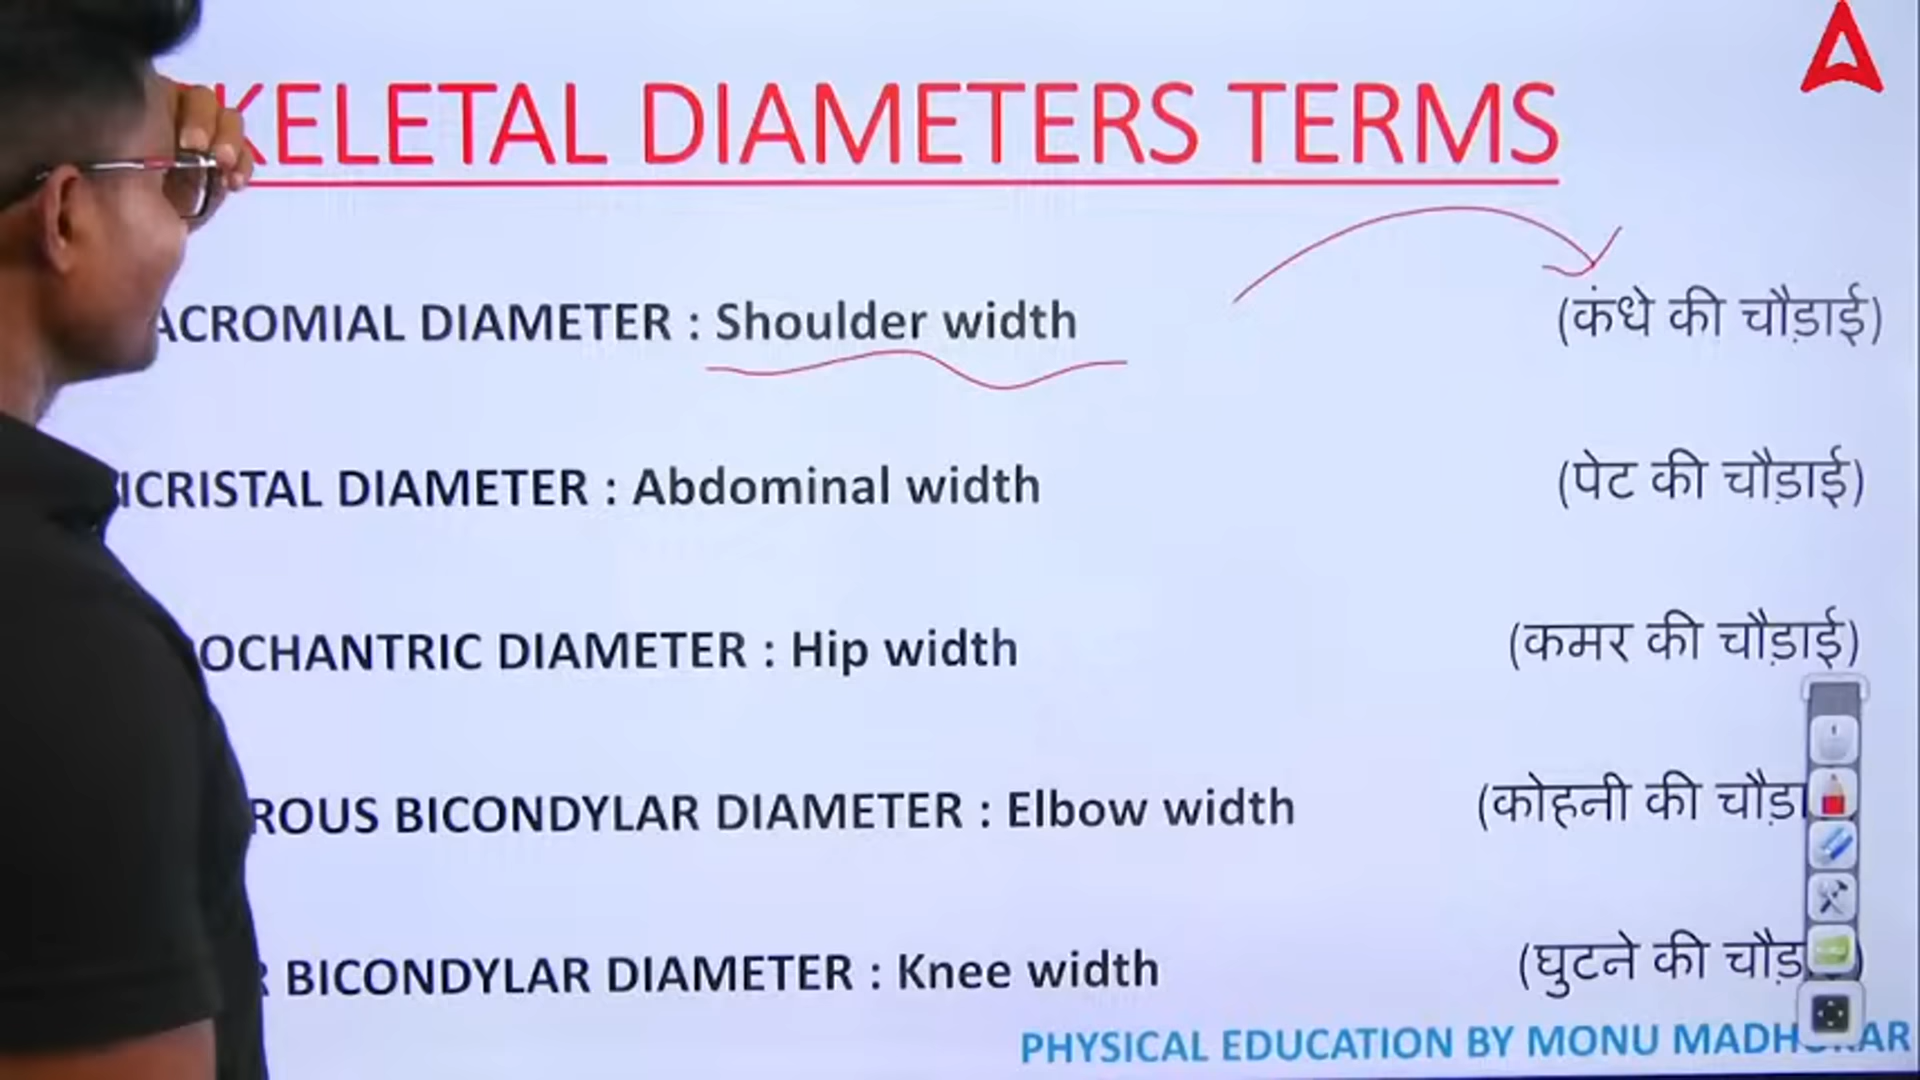 SKELETAL DIAMETERS TERMS
ACROMIAL DIAMETER : Shoulder width (कंधे की चौड़ाई)
ICRISTAL DIAMETER : Abdominal width (पेट की चौड़ाई)
OCHANTRIC DIAMETER : Hip width (कमर की चौड़ाई)
ROUS BICONDYLAR DIAMETER : Elbow width (कोहनी की
R BICONDYLAR DIAMETER : Knee width (घुटने की
PHYSICAL EDUCATION BY MONU